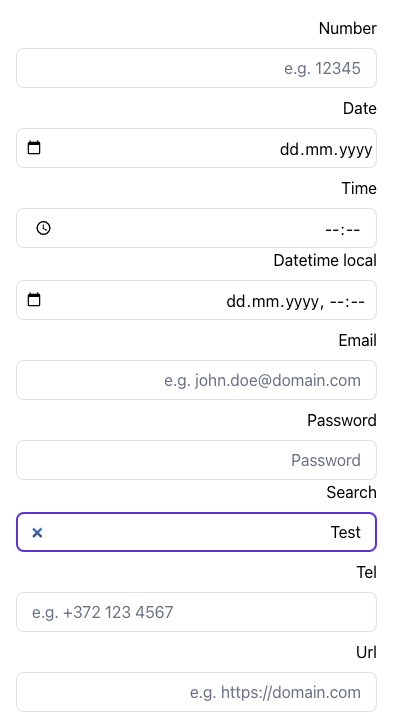 Number
e.g. 12345
Date
dd.mm.yyyy
Time
--:--
Datetime local
dd.mm.yyyy, --:--
Email
e.g. john.doe@domain.com
Password
Password
Search
Test
Tel
e.g. +372 123 4567
Url
e.g. https://domain.com